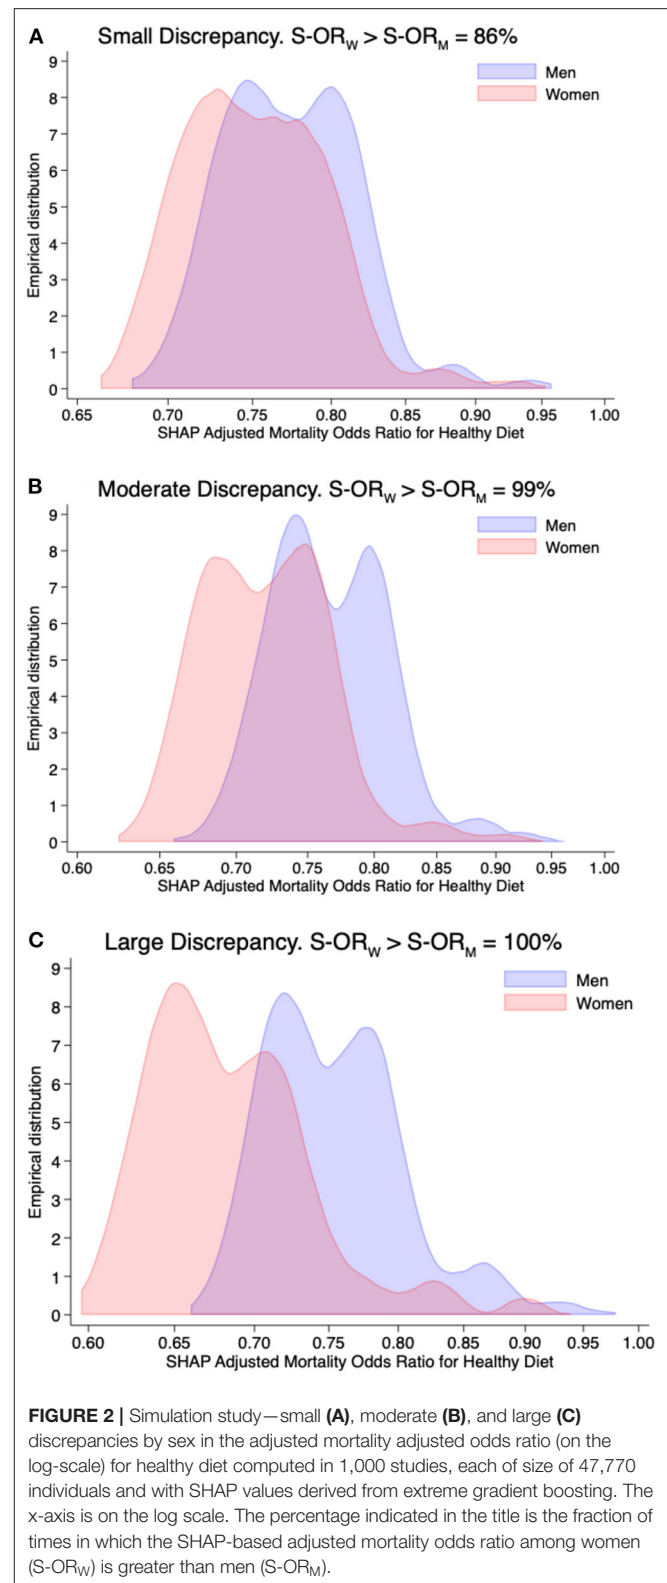 A
Small Discrepancy. S-ORW > S-ORM = 86%
Men
Women
Empirical distribution
9
8
7
6
5
4
3
2
1
0
0.65 0.70 0.75 0.80 0.85 0.90 0.95 1.00
SHAP Adjusted Mortality Odds Ratio for Healthy Diet
B
Moderate Discrepancy. S-ORW > S-ORM = 99%
Men
Women
Empirical distribution
9
8
7
6
5
4
3
2
1
0
0.60 0.65 0.70 0.75 0.80 0.85 0.90 0.95 1.00
SHAP Adjusted Mortality Odds Ratio for Healthy Diet
C
Large Discrepancy. S-ORW > S-ORM = 100%
Men
Women
Empirical distribution
9
8
7
6
5
4
3
2
1
0
0.60 0.65 0.70 0.75 0.80 0.85 0.90 0.95 1.00
SHAP Adjusted Mortality Odds Ratio for Healthy Diet
FIGURE 2 | Simulation study—small (A), moderate (B), and large (C)
discrepancies by sex in the adjusted mortality adjusted odds ratio (on the
log-scale) for healthy diet computed in 1,000 studies, each of size of 47,770
individuals and with SHAP values derived from extreme gradient boosting. The
x-axis is on the log scale. The percentage indicated in the title is the fraction of
times in which the SHAP-based adjusted mortality odds ratio among women
(S-ORW) is greater than men (S-ORM).